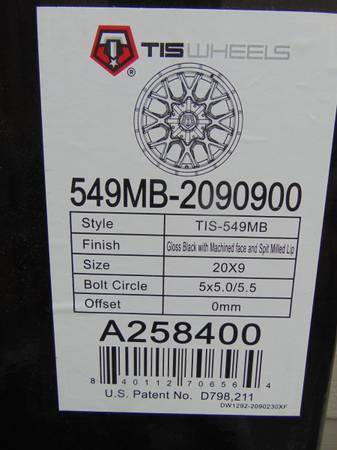 TISWHEELS
®
549MB-2090900
Style TIS-549MB
Finish Gloss Black with Machined face and Spit Milled Lip
Size 20X9
Bolt Circle 5x5.0/5.5
Offset 0mm
A258400
8 40112 70656 4
U.S. Patent No. D798,211
DW1292-2090230XF